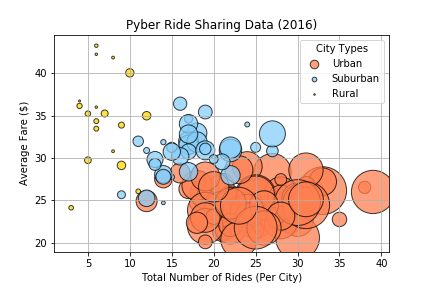 Pyber Ride Sharing Data (2016)
City Types
Urban
Suburban
Rural
Average Fare ($)
40
35
30
25
20
5 10 15 20 25 30 35 40
Total Number of Rides (Per City)